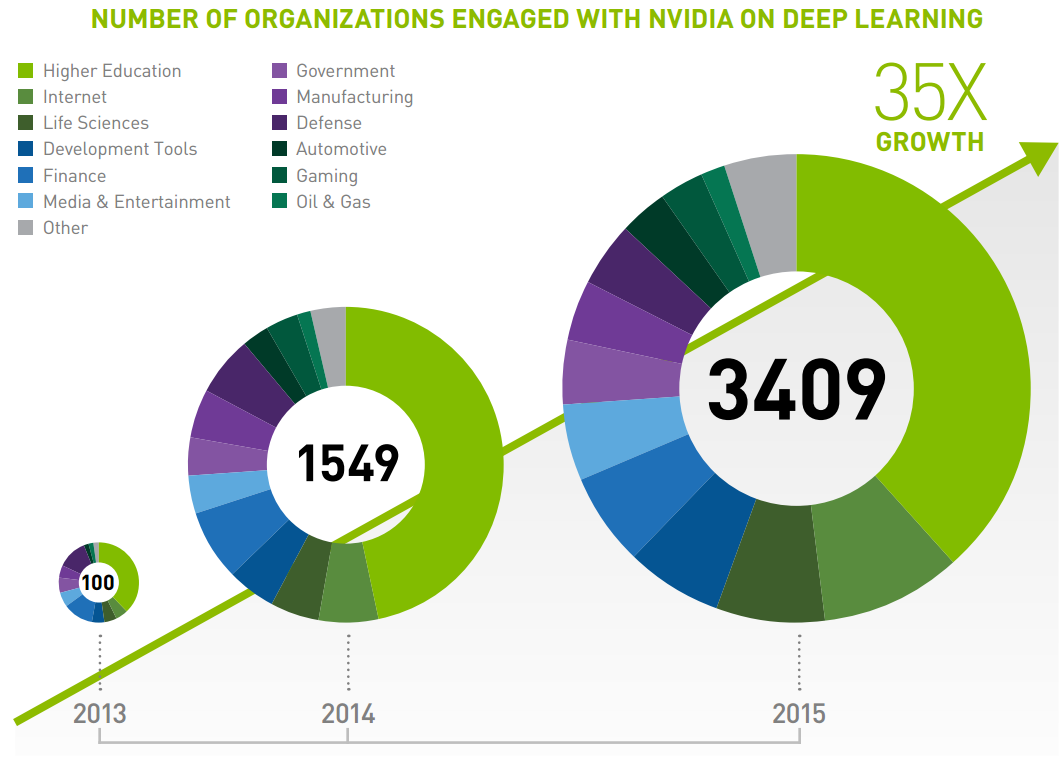 NUMBER OF ORGANIZATIONS ENGAGED WITH NVIDIA ON DEEP LEARNING
Higher Education
Internet
Life Sciences
Development Tools
Finance
Media & Entertainment
Other
Government
Manufacturing
Defense
Automotive
Gaming
Oil & Gas
35X
GROWTH
100
1549
3409
2013
2014
2015